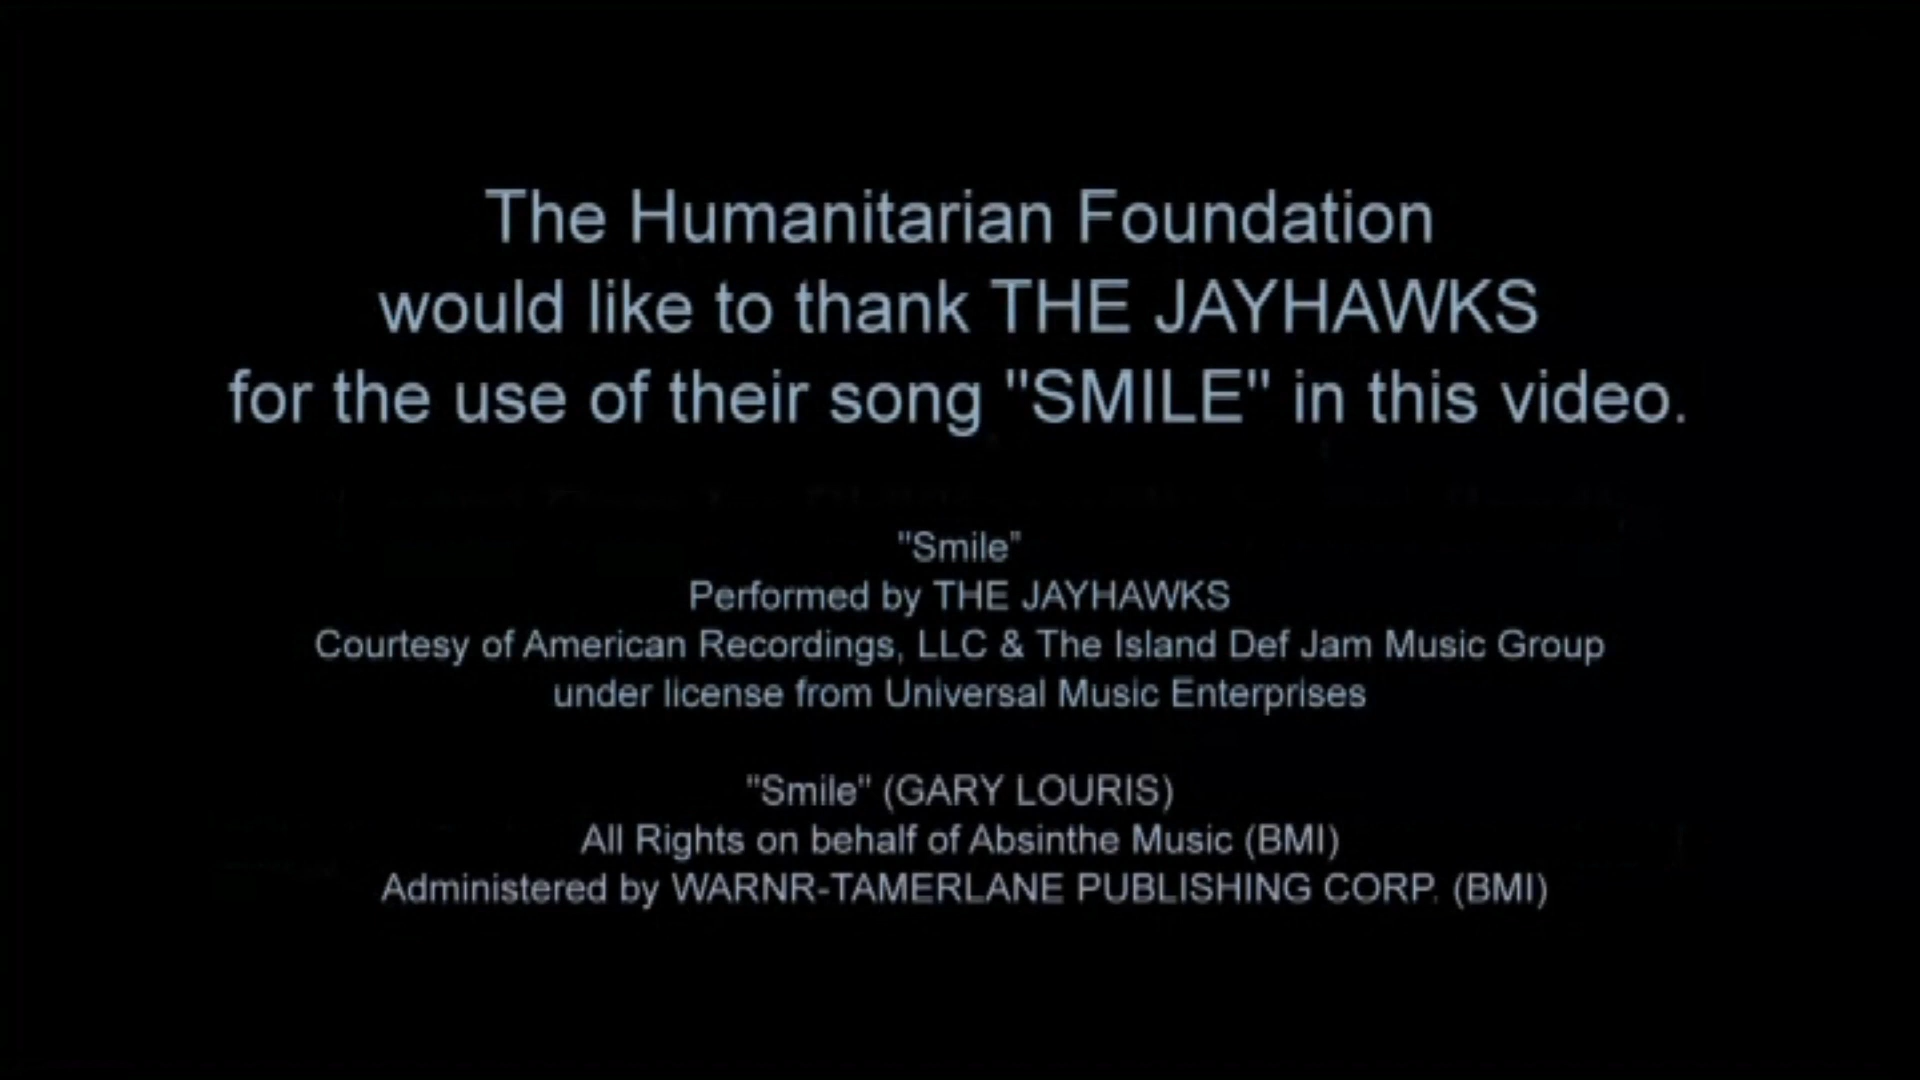 The Humanitarian Foundation
would like to thank THE JAYHAWKS
for the use of their song "SMILE" in this video.
"Smile"
Performed by THE JAYHAWKS
Courtesy of American Recordings, LLC & The Island Def Jam Music Group
under license from Universal Music Enterprises
"Smile" (GARY LOURIS)
All Rights on behalf of Absinthe Music (BMI)
Administered by WARNR-TAMERLANE PUBLISHING CORP. (BMI)